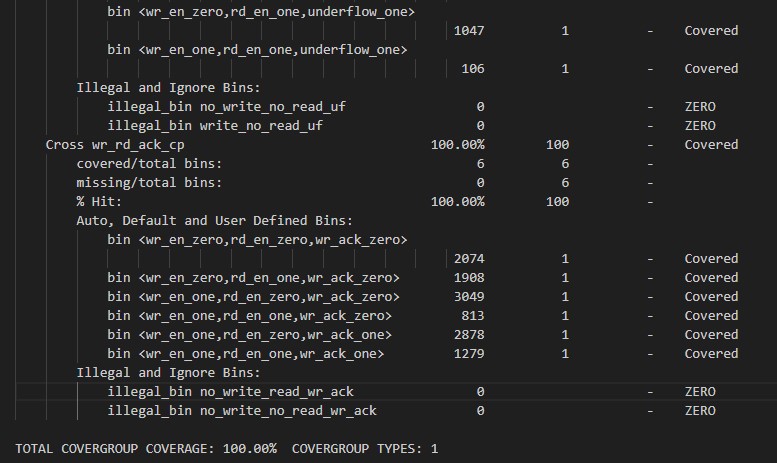 bin <wr_en_zero,rd_en_one,underflow_one>
1047 1 - Covered
bin <wr_en_one,rd_en_one,underflow_one>
106 1 - Covered
Illegal and Ignore Bins:
illegal_bin no_write_no_read_uf 0 - ZERO
illegal_bin write_no_read_uf 0 - ZERO
Cross wr_rd_ack_cp 100.00% 100 - Covered
covered/total bins: 6 6 -
missing/total bins: 0 6 -
% Hit: 100.00% 100 -
Auto, Default and User Defined Bins:
bin <wr_en_zero,rd_en_zero,wr_ack_zero>
2074 1 - Covered
bin <wr_en_zero,rd_en_one,wr_ack_zero> 1908 1 - Covered
bin <wr_en_one,rd_en_zero,wr_ack_zero> 3049 1 - Covered
bin <wr_en_one,rd_en_one,wr_ack_zero> 813 1 - Covered
bin <wr_en_one,rd_en_zero,wr_ack_one> 2878 1 - Covered
bin <wr_en_one,rd_en_one,wr_ack_one> 1279 1 - Covered
Illegal and Ignore Bins:
illegal_bin no_write_read_wr_ack 0 - ZERO
illegal_bin no_write_no_read_wr_ack 0 - ZERO
TOTAL COVERGROUP COVERAGE: 100.00% COVERGROUP TYPES: 1